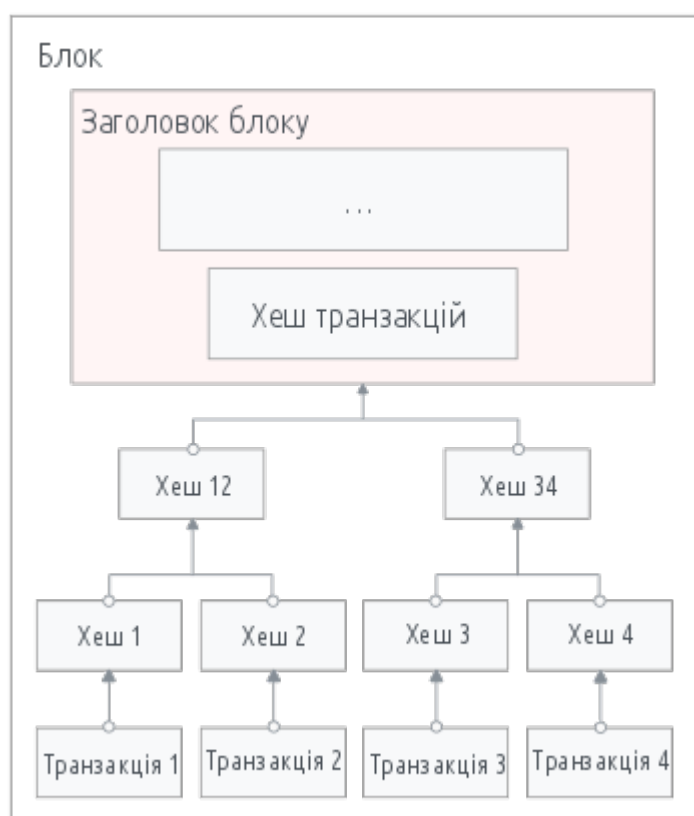 Блок
Заголовок блоку
...
Хеш транзакцій
Хеш 12
Хеш 34
Хеш 1
Хеш 2
Хеш 3
Хеш 4
Транзакція 1
Транзакція 2
Транзакція 3
Транзакція 4